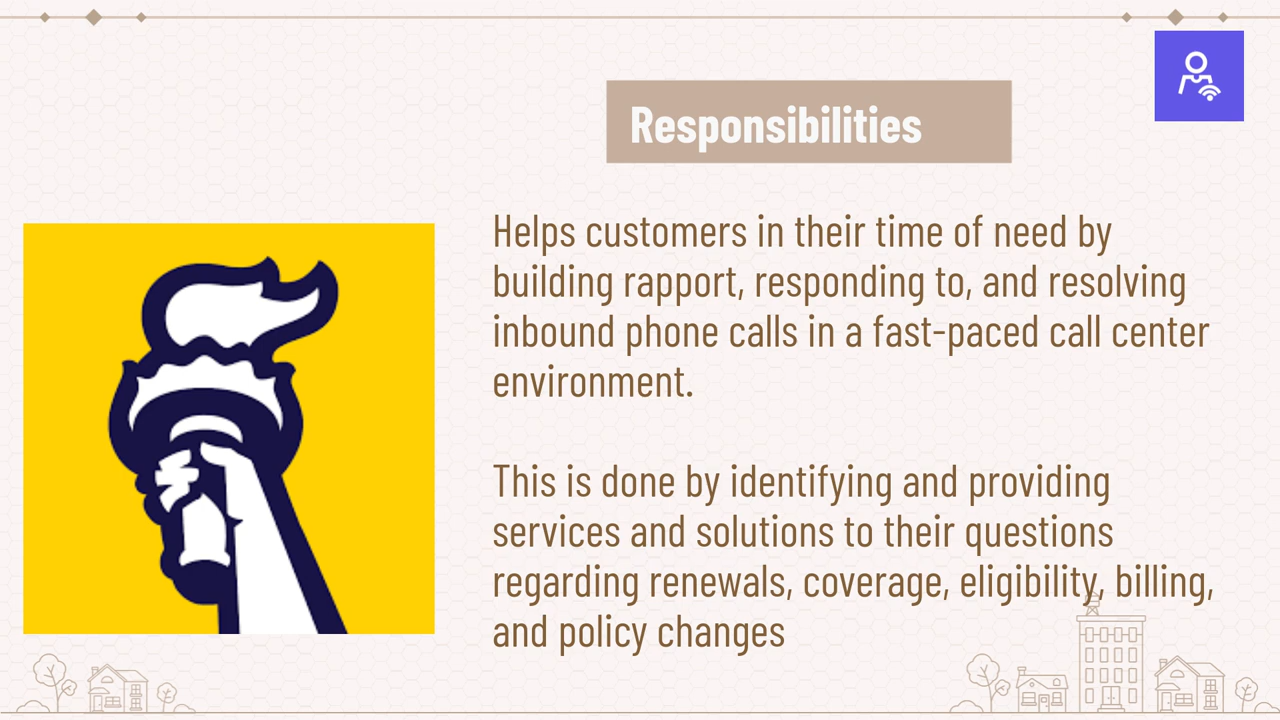 Responsibilities
Helps customers in their time of need by
building rapport, responding to, and resolving
inbound phone calls in a fast-paced call center
environment.
This is done by identifying and providing
services and solutions to their questions
regarding renewals, coverage, eligibility, billing,
and policy changes